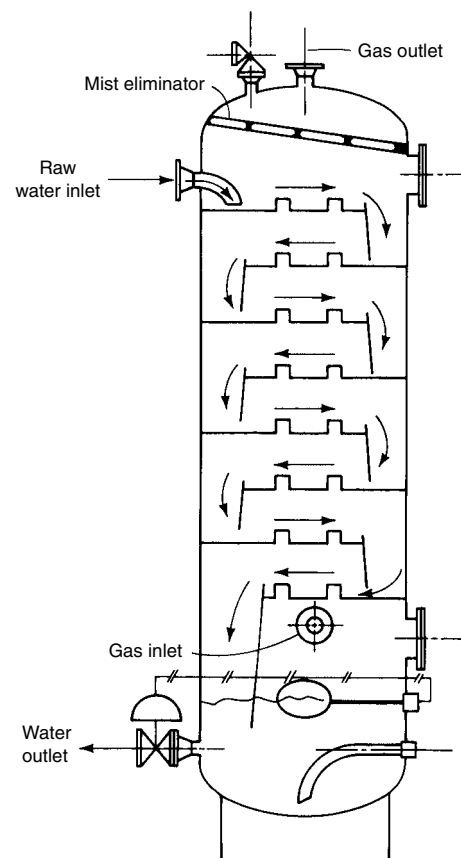 Gas outlet
Mist eliminator
Raw
water inlet
Gas inlet
Water
outlet